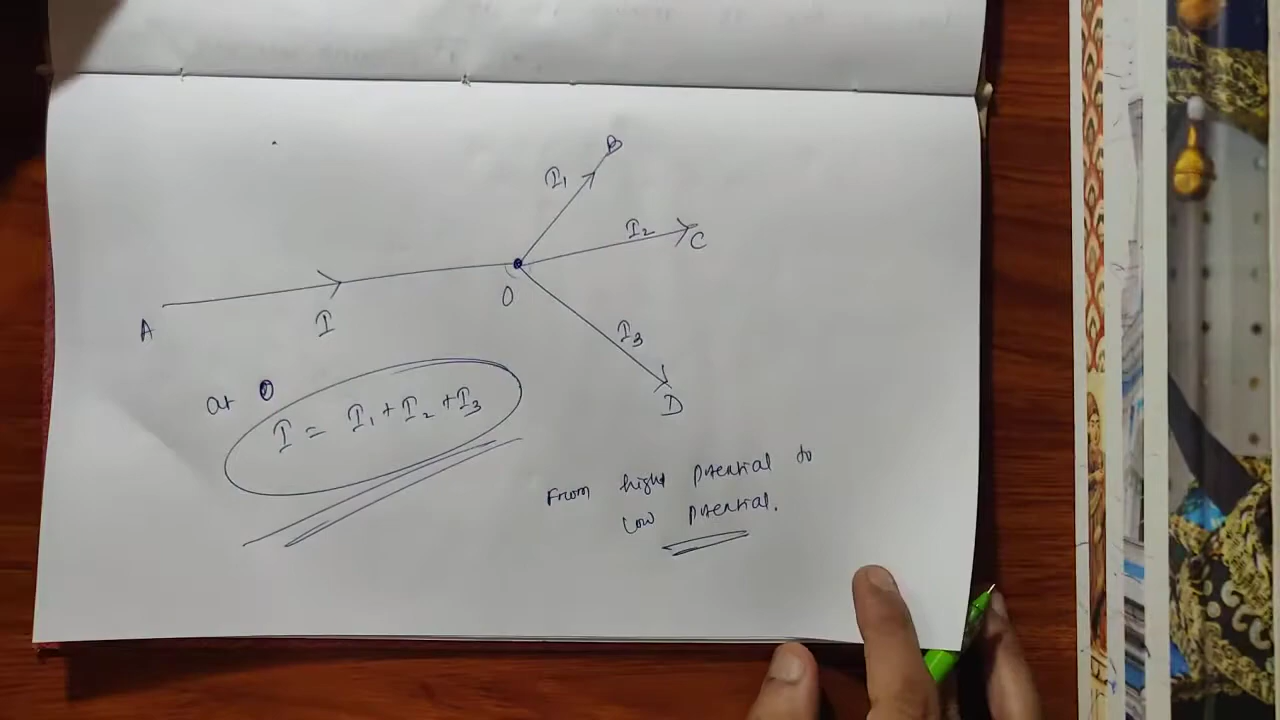 B
I₁
I₂
C
A
I
O
I₃
D
at O
I = I₁ + I₂ + I₃
From high potential to
low potential.